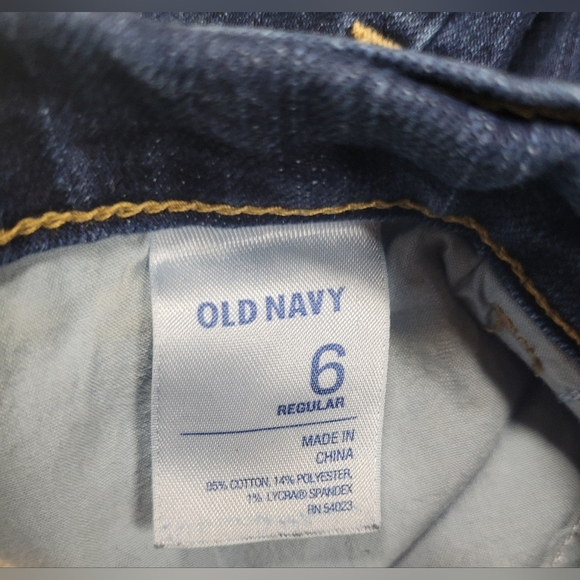 OLD NAVY
6
REGULAR
MADE IN
CHINA
85% COTTON, 14% POLYESTER,
1% LYCRA® SPANDEX
RN 54023